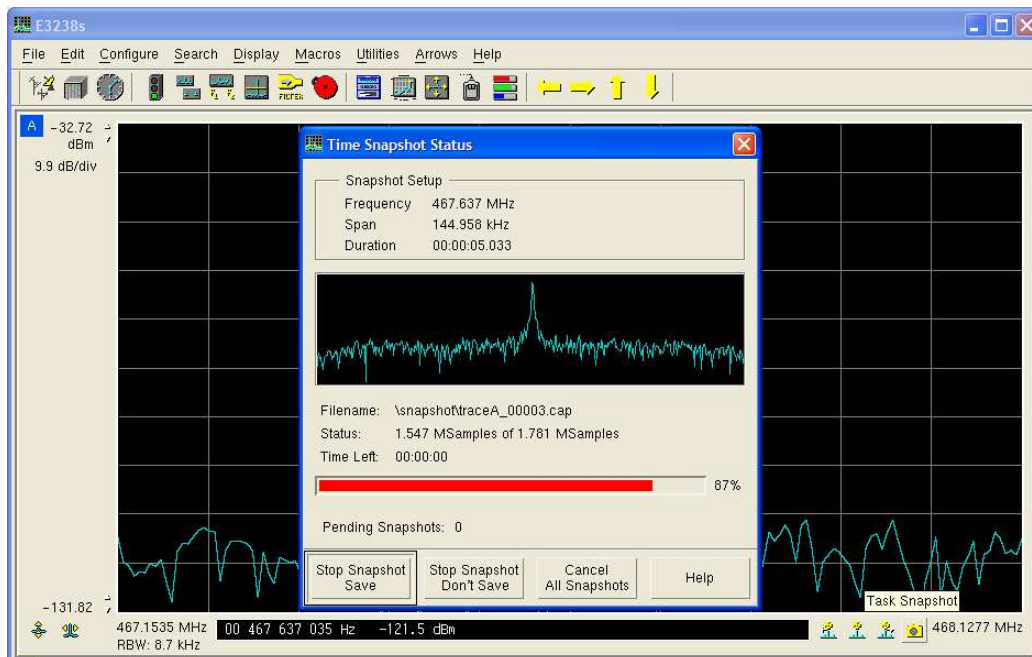 E3238s
File Edit Configure Search Display Macros Utilities Arrows Help
FILTER
A -32.72
dBm
9.9 dB/div
Time Snapshot Status
Snapshot Setup
Frequency 467.637 MHz
Span 144.958 kHz
Duration 00:00:05.033
Filename: \snapshot\traceA_00003.cap
Status: 1.547 MSamples of 1.781 MSamples
Time Left: 00:00:00
87%
Pending Snapshots: 0
Stop Snapshot
Save
Stop Snapshot
Don't Save
Cancel
All Snapshots
Help
-131.82
Task Snapshot
467.1535 MHz 00 467 637 035 Hz -121.5 dBm 468.1277 MHz
RBW: 8.7 kHz